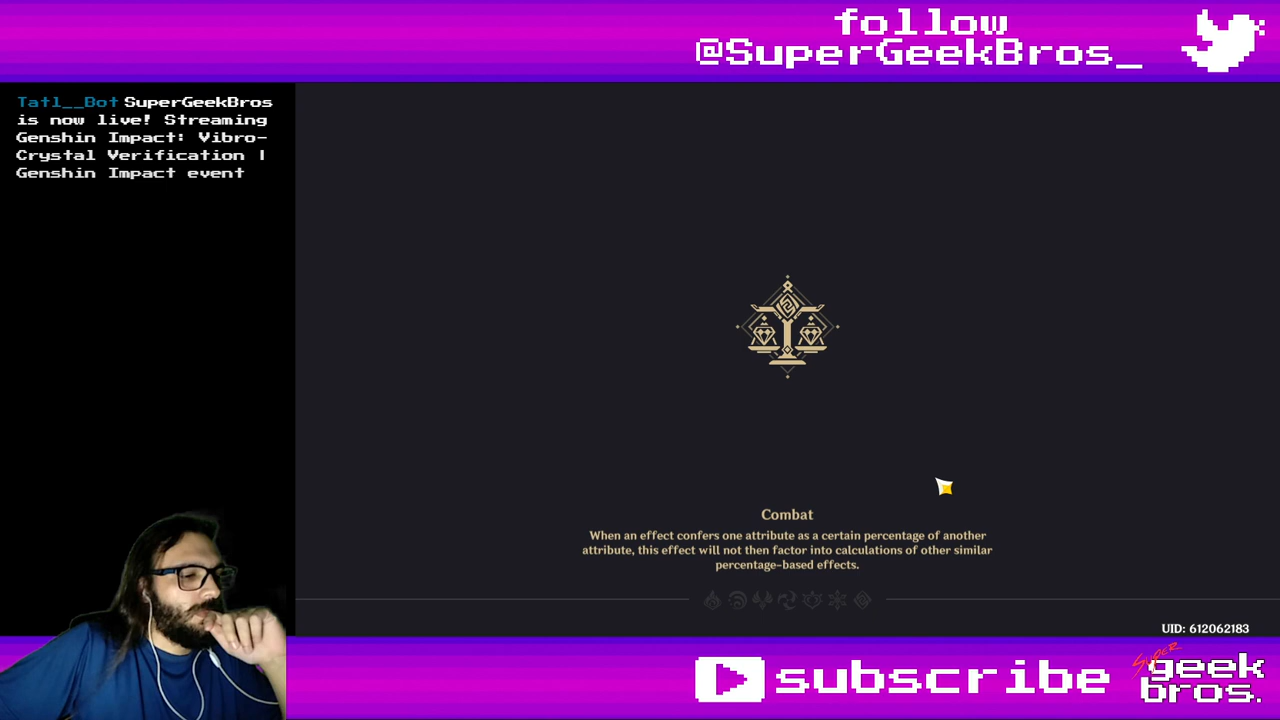 follow
@SuperGeekBros_
Tatl__Bot SuperGeekBros
is now live! Streaming
Genshin Impact: Vibro-
Crystal Verification |
Genshin Impact event
Combat
When an effect confers one attribute as a certain percentage of another
attribute, this effect will not then factor into calculations of other similar
percentage-based effects.
UID: 612062183
subscribe
Super
geek
bros.